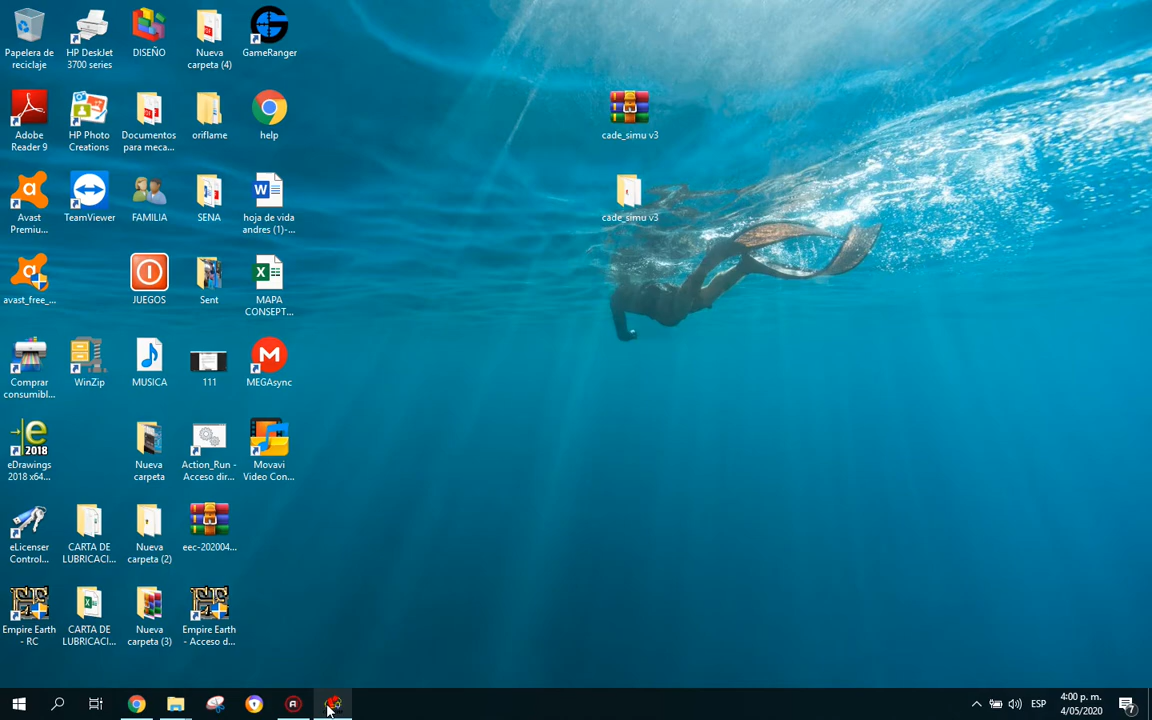 Papelera de
reciclaje
HP DeskJet
3700 series
DISEÑO
Nueva
carpeta (4)
GameRanger
cade_simu v3
Adobe
Reader 9
HP Photo
Creations
Documentos
para meca...
oriflame
help
cade_simu v3
Avast
Premiu...
TeamViewer
FAMILIA
SENA
hoja de vida
andres (1)-...
avast_free_...
JUEGOS
Sent
MAPA
CONSEPT...
Comprar
consumibl...
WinZip
MUSICA
111
MEGAsync
2018
eDrawings
2018 x64...
Nueva
carpeta
Action_Run -
Acceso dir...
Movavi
Video Con...
eLicenser
Control...
CARTA DE
LUBRICACI...
Nueva
carpeta (2)
eec-202004...
Empire Earth
- RC
CARTA DE
LUBRICACI...
Nueva
carpeta (3)
Empire Earth
- Acceso d...
ESP
4:00 p. m.
4/05/2020
7